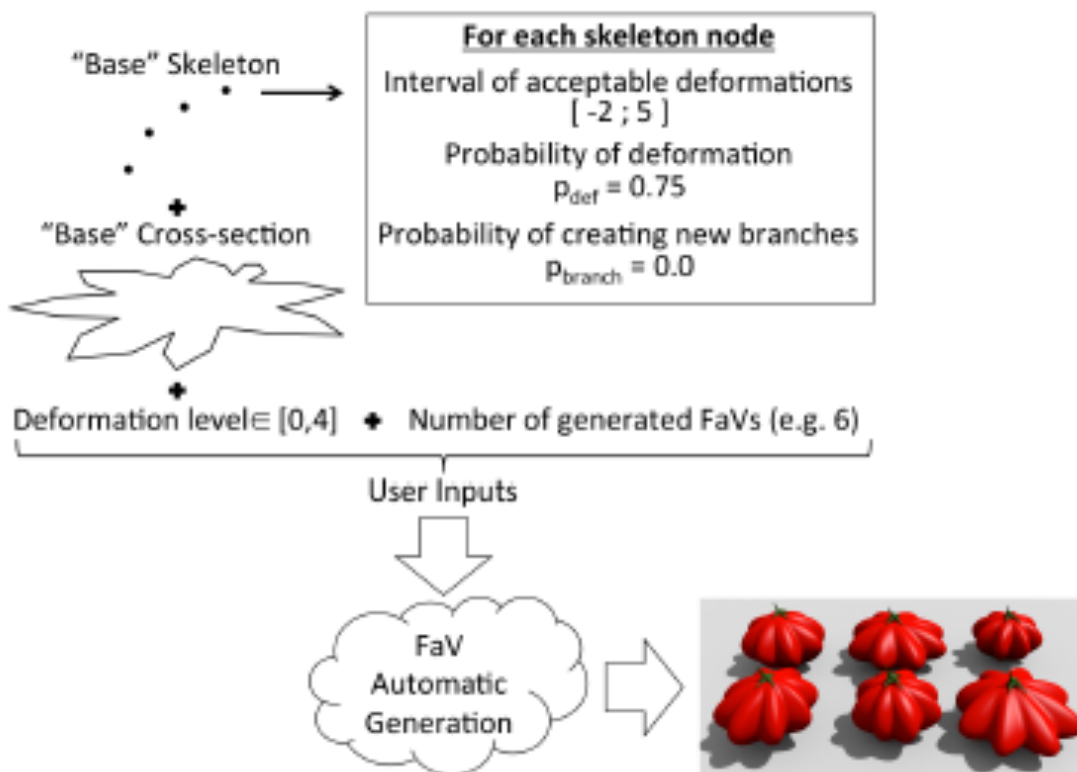 "Base" Skeleton
For each skeleton node
Interval of acceptable deformations
[ -2 ; 5 ]
Probability of deformation
p_def = 0.75
Probability of creating new branches
p_branch = 0.0
"Base" Cross-section
Deformation level∈ [0,4] + Number of generated FaVs (e.g. 6)
User Inputs
FaV
Automatic
Generation